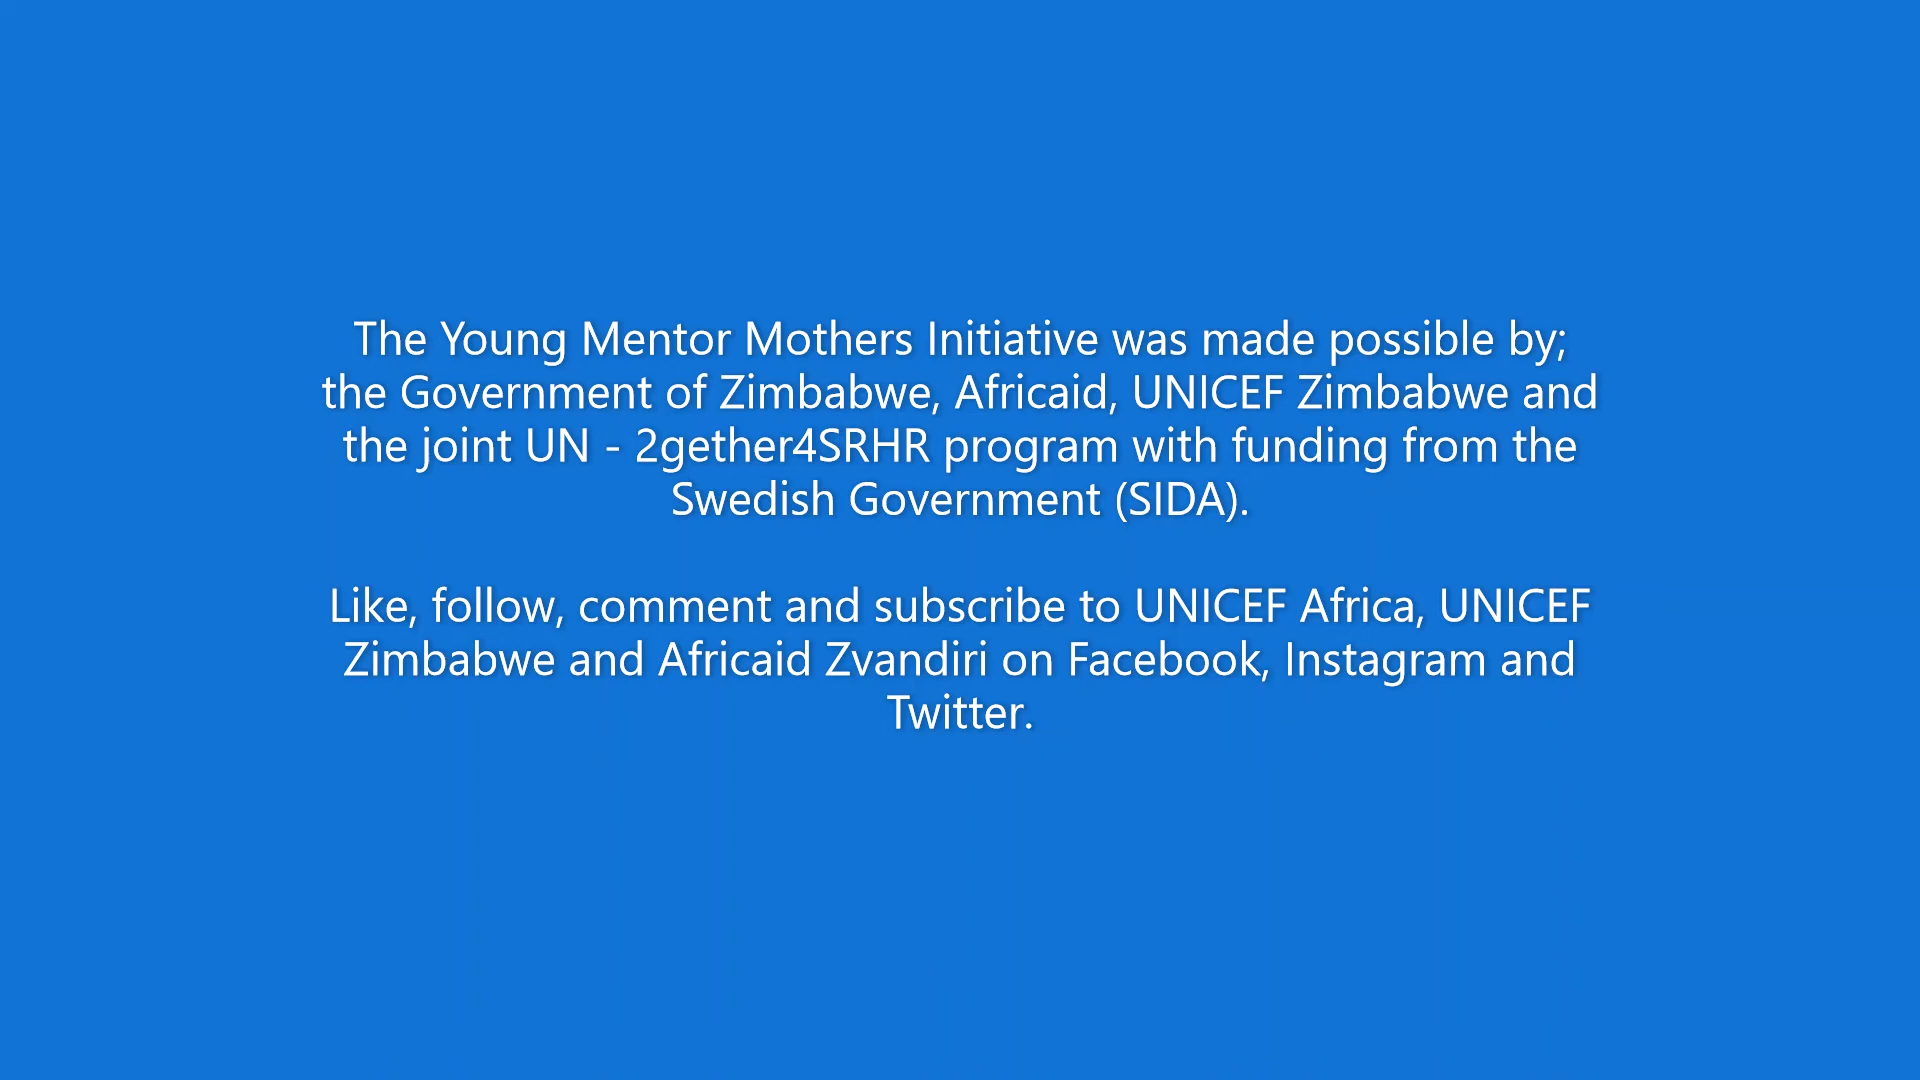 The Young Mentor Mothers Initiative was made possible by;
the Government of Zimbabwe, Africaid, UNICEF Zimbabwe and
the joint UN - 2gether4SRHR program with funding from the
Swedish Government (SIDA).
Like, follow, comment and subscribe to UNICEF Africa, UNICEF
Zimbabwe and Africaid Zvandiri on Facebook, Instagram and
Twitter.